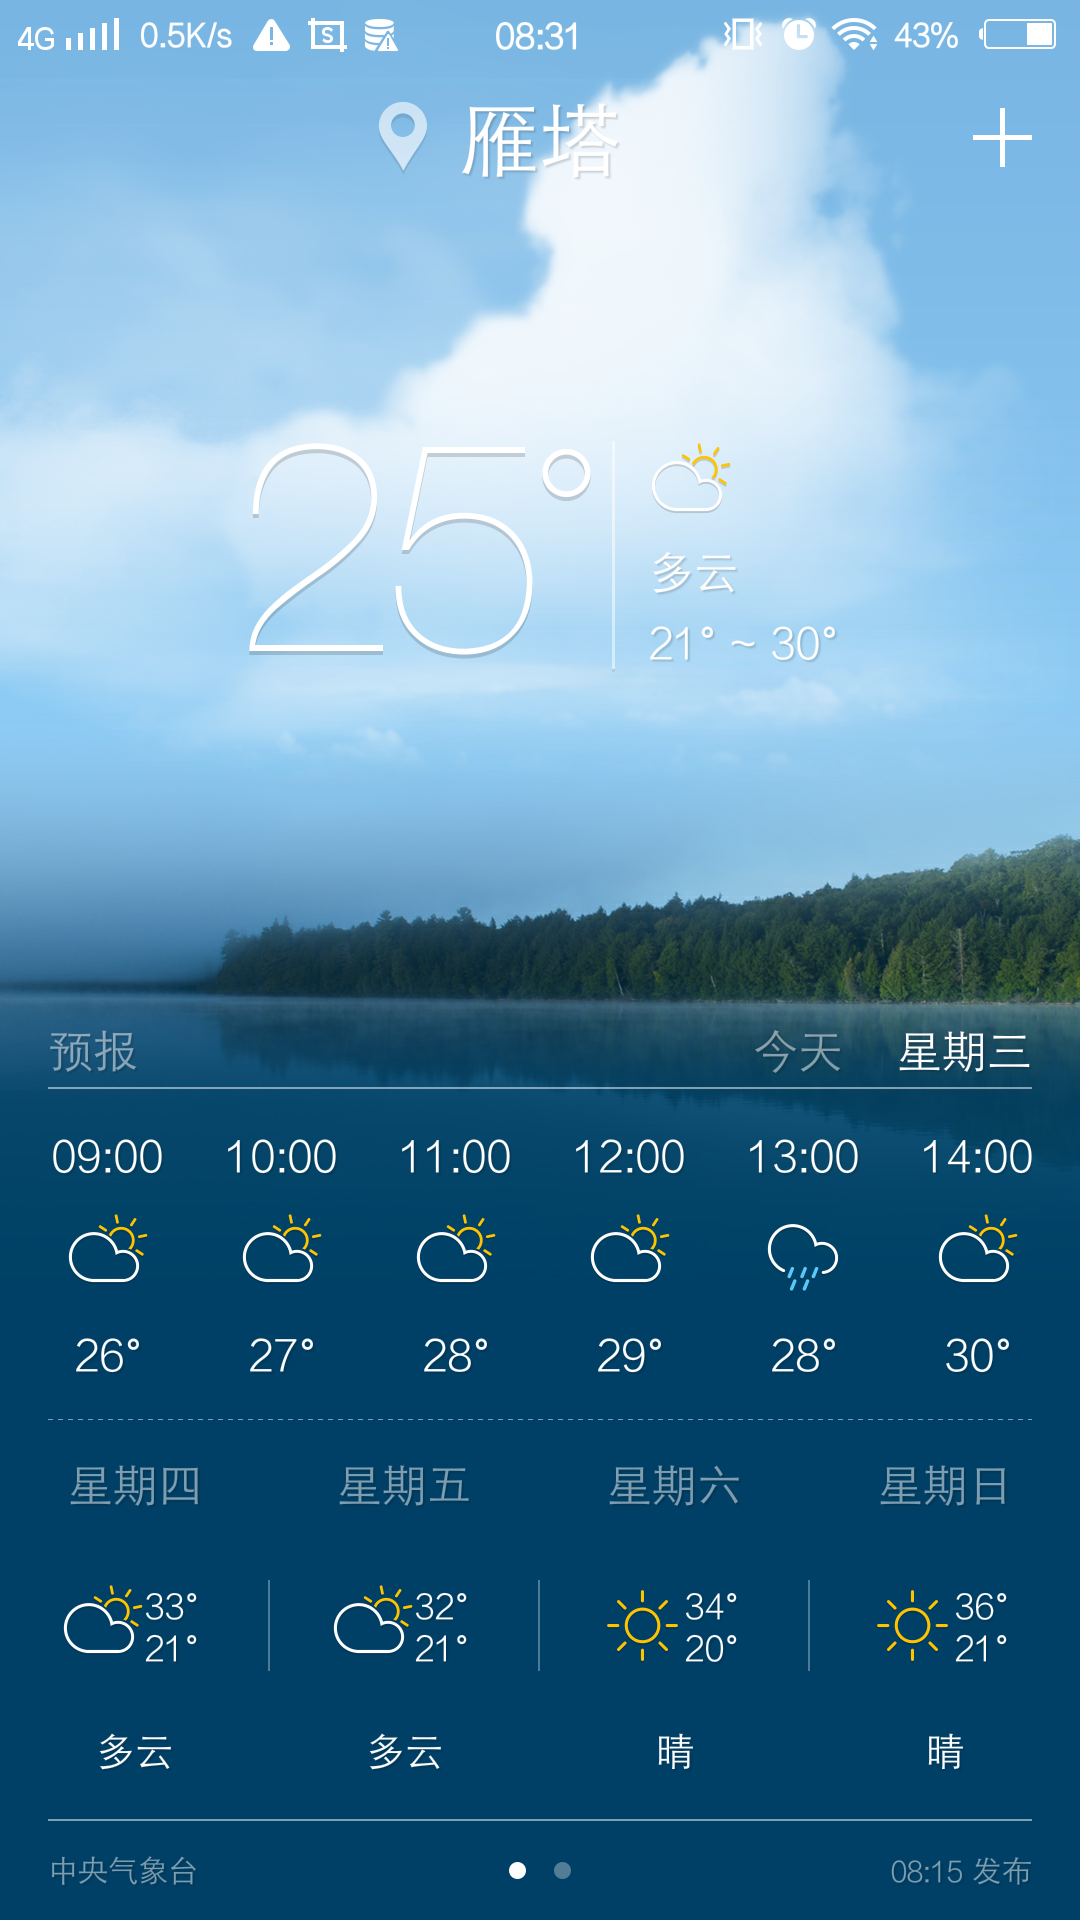 4G 0.5K/s 08:31 43%
雁塔
25°
多云
21° ~ 30°
预报 今天 星期三
09:00 10:00 11:00 12:00 13:00 14:00
26° 27° 28° 29° 28° 30°
星期四 星期五 星期六 星期日
33° 32° 34° 36°
21° 21° 20° 21°
多云 多云 晴 晴
中央气象台 08:15 发布